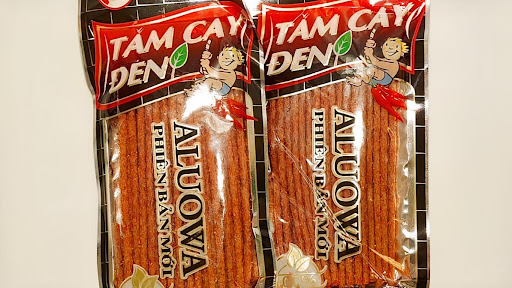 TĂM CAY
ĐEN
ALUOWA
PHIÊN BẢN MỚI
TĂM CAY
ĐEN
ALUOWA
PHIÊN BẢN MỚI